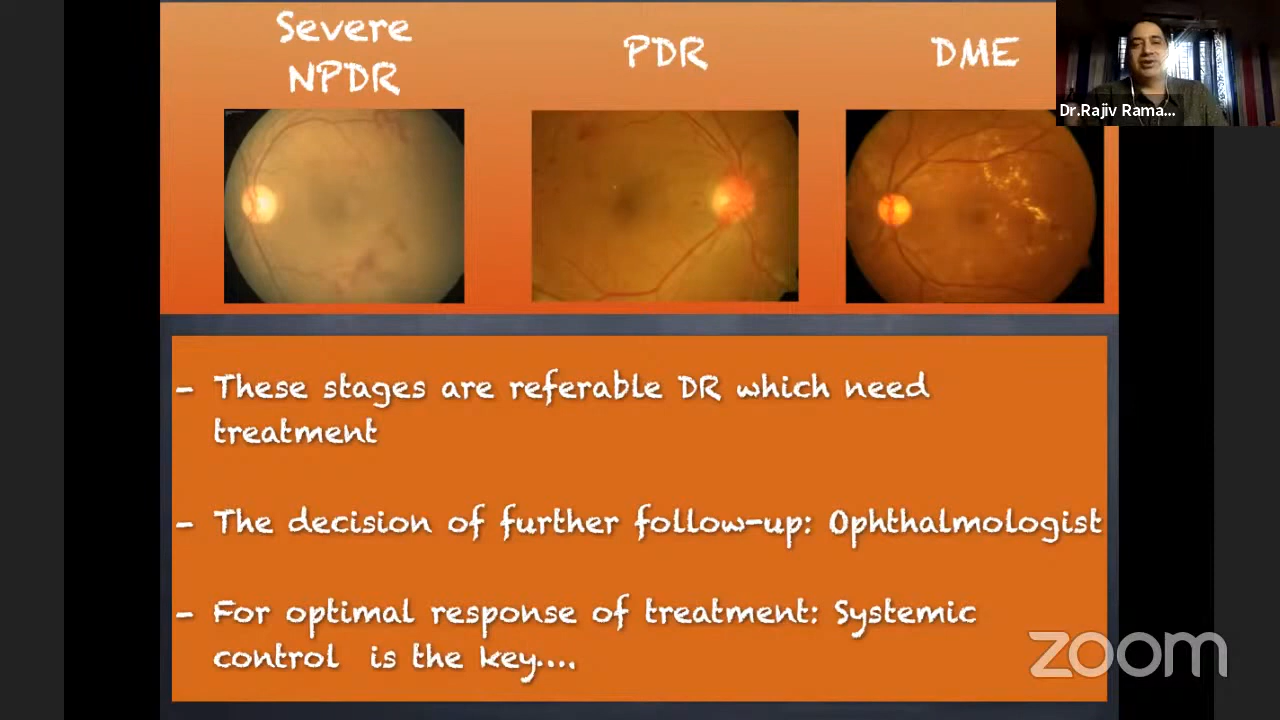 Severe
NPDR
PDR
DME
Dr.Rajiv Rama...
- These stages are referable DR which need
treatment
- The decision of further follow-up: Ophthalmologist
- For optimal response of treatment: Systemic
control is the key....
zoom